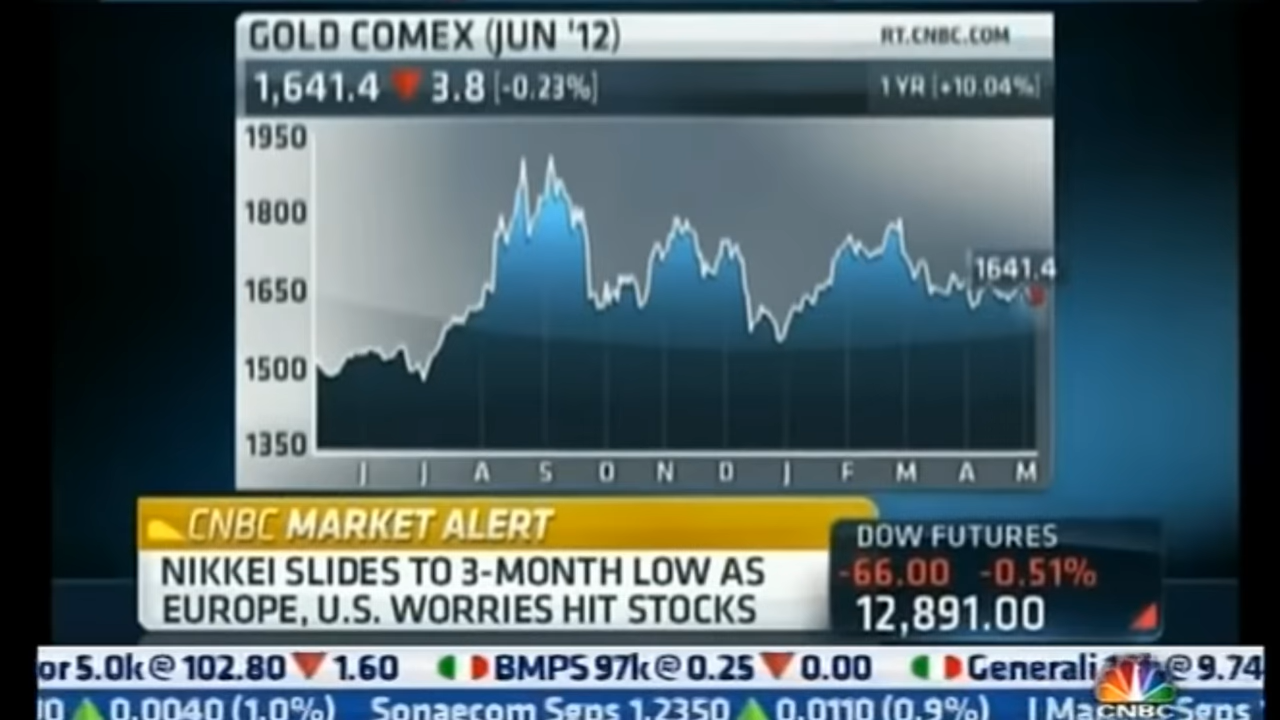 GOLD COMEX (JUN '12) RT.CNBC.COM
1,641.4 ▼ 3.8 [-0.23%] 1 YR [+10.04%]
1950
1800
1641.4
1650
1500
1350
J J A S O N D J F M A M
CNBC MARKET ALERT
NIKKEI SLIDES TO 3-MONTH LOW AS
EUROPE, U.S. WORRIES HIT STOCKS
DOW FUTURES
-66.00 -0.51%
12,891.00
or 5.0k@102.80 ▼ 1.60 BMPS 97k@0.25 ▼ 0.00 Generali @9.74
0.0040 (1.0%) Sonaecom Sgps 1.2350 ▲ 0.0110 (0.9%) J Mac Sgps
CNBC